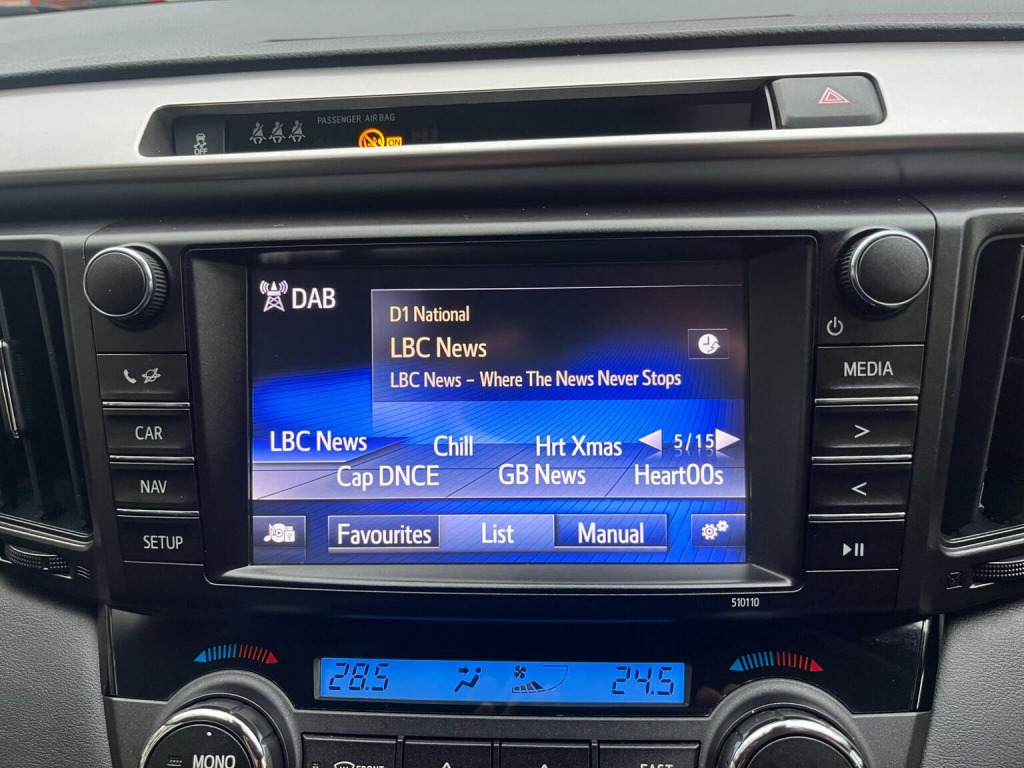 PASSENGER AIR BAG
OFF
ON
DAB
D1 National
LBC News
LBC News - Where The News Never Stops
LBC News Chill Hrt Xmas 5/15
Cap DNCE GB News Heart00s
Favourites List Manual
CAR
NAV
SETUP
MEDIA
>
<
510110
28.5 24.5
MONO
FRONT
FAST